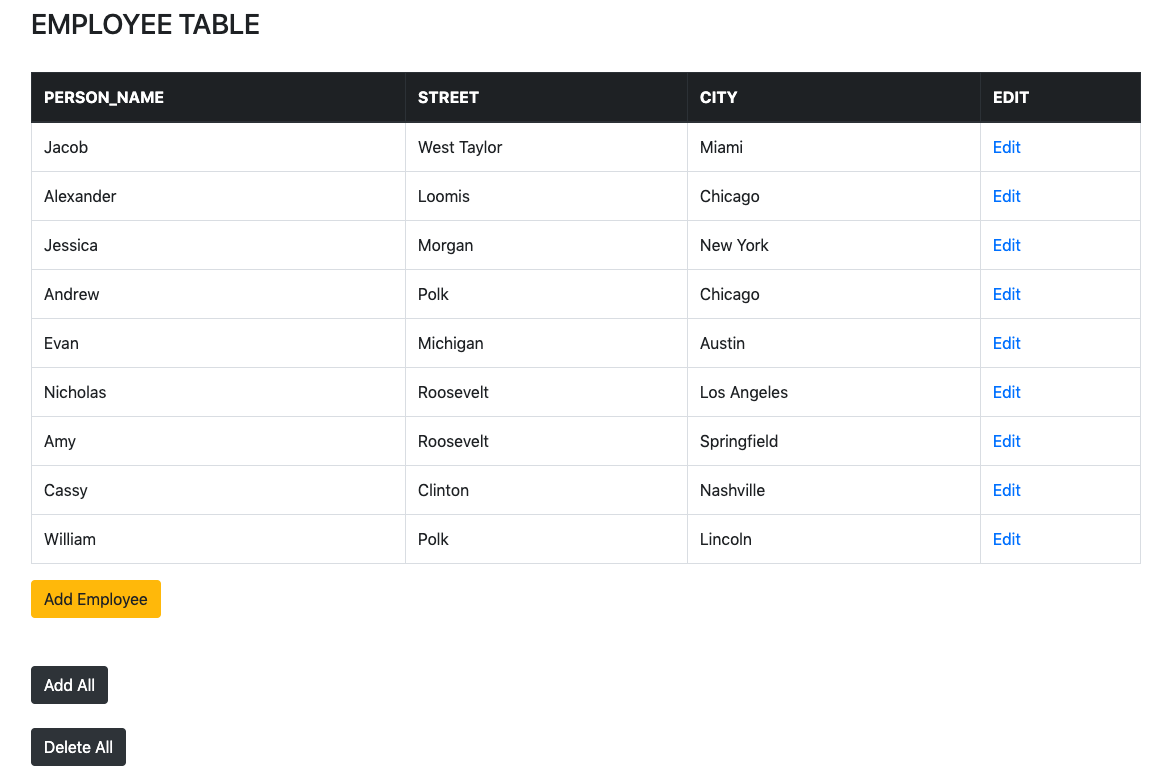 EMPLOYEE TABLE
PERSON_NAME STREET CITY EDIT
Jacob West Taylor Miami Edit
Alexander Loomis Chicago Edit
Jessica Morgan New York Edit
Andrew Polk Chicago Edit
Evan Michigan Austin Edit
Nicholas Roosevelt Los Angeles Edit
Amy Roosevelt Springfield Edit
Cassy Clinton Nashville Edit
William Polk Lincoln Edit
Add Employee
Add All
Delete All